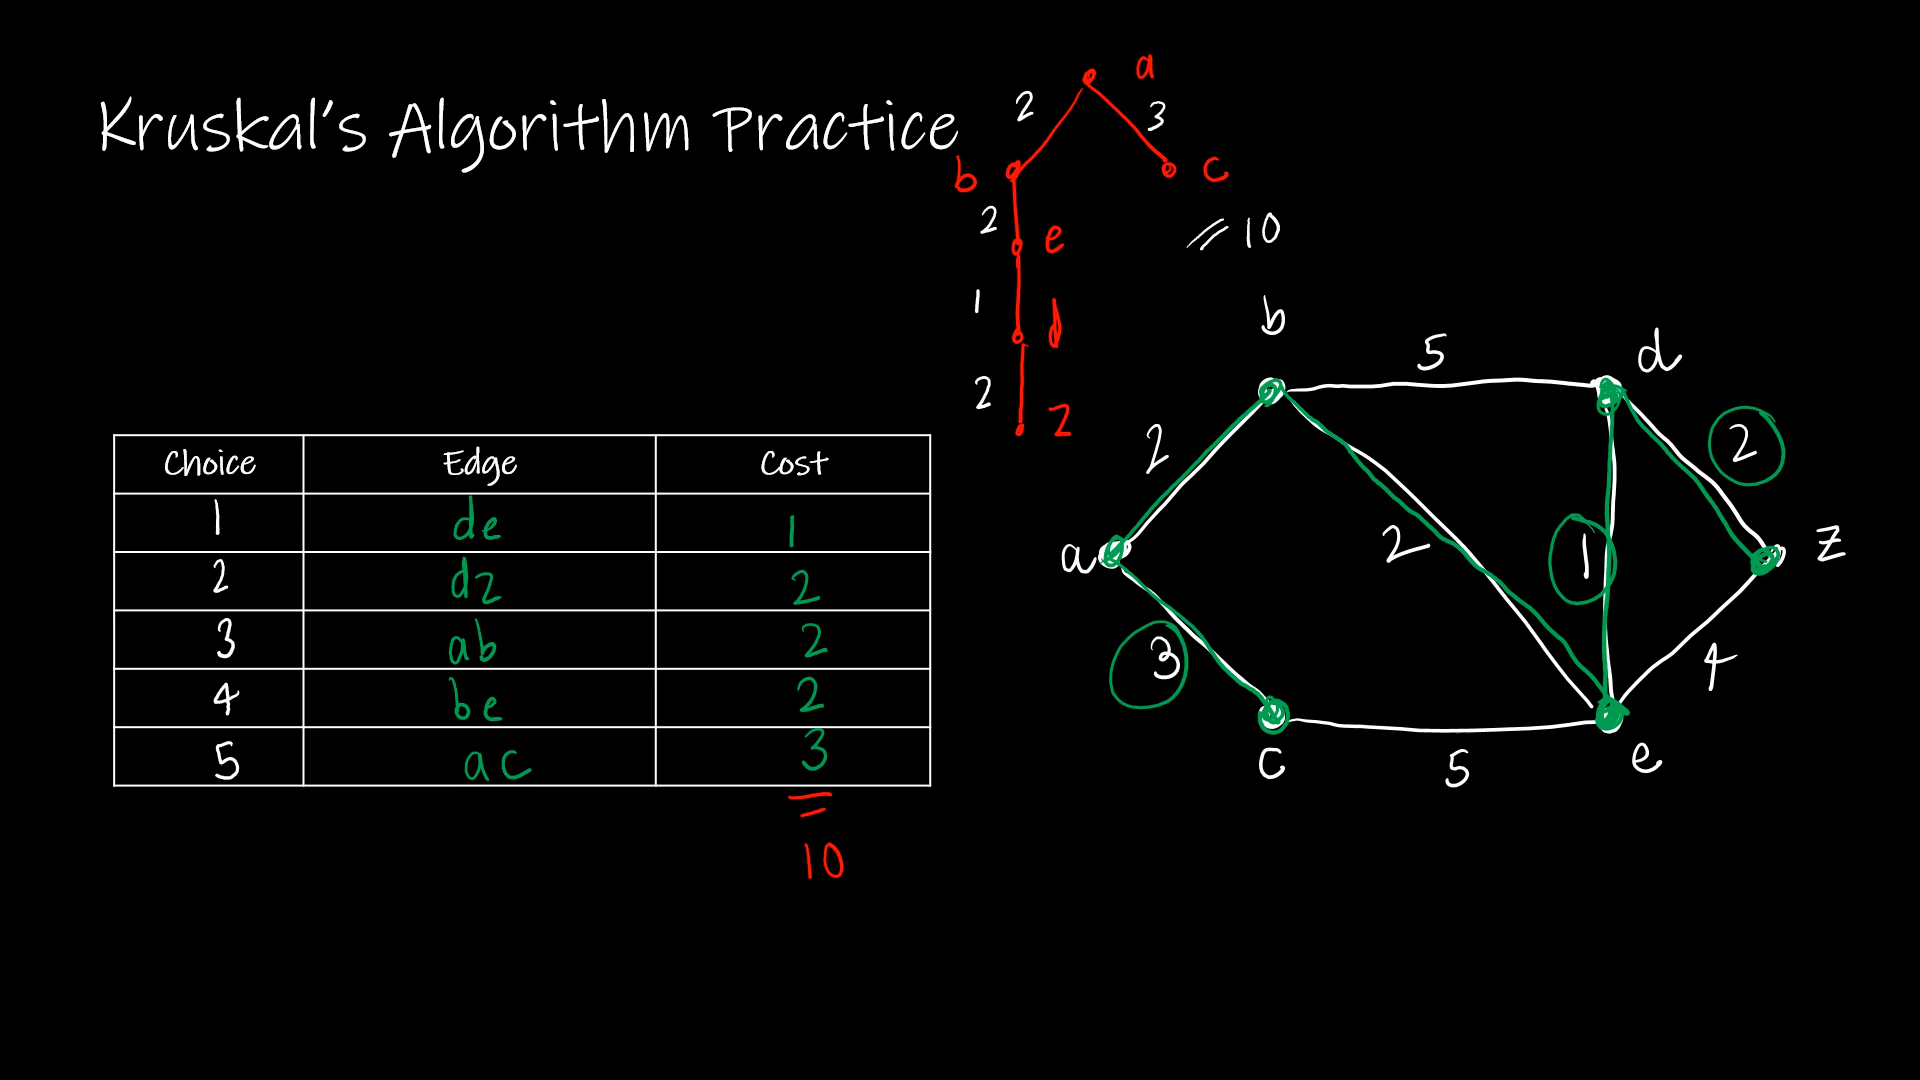 Kruskal's Algorithm Practice
a
2
3
b
c
2
e
= 10
1
d
2
z
Choice Edge Cost
1 de 1
2 dz 2
3 ab 2
4 be 2
5 ac 3
= 10
b
5
d
2
2
a
2
1
z
3
4
c
5
e